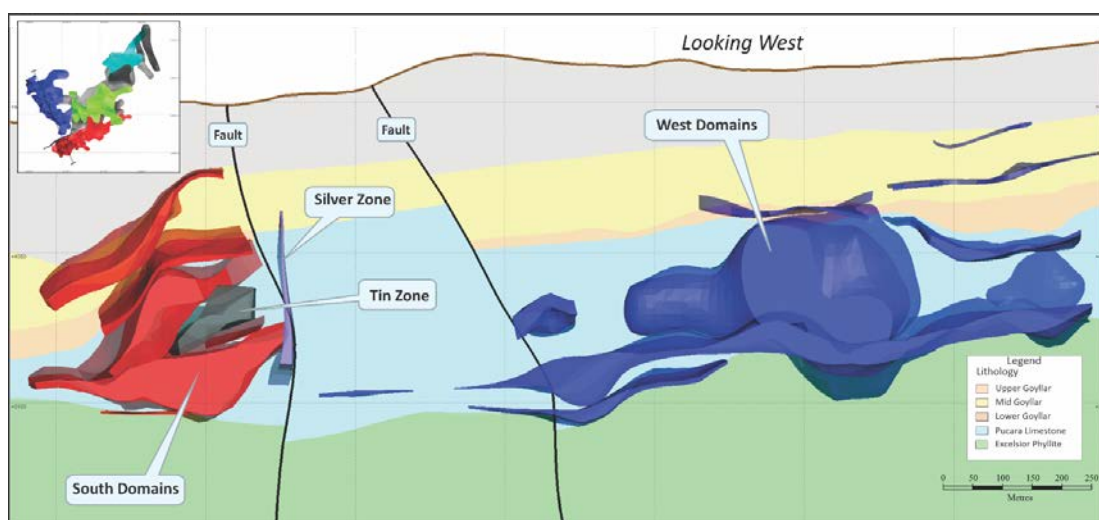 Looking West
Fault
Fault
West Domains
Silver Zone
Tin Zone
South Domains
Legend
Lithology
Upper Goyllar
Mid Goyllar
Lower Goyllar
Pucara Limestone
Excelsior Phyllite
0 50 100 150 200 250
Metres